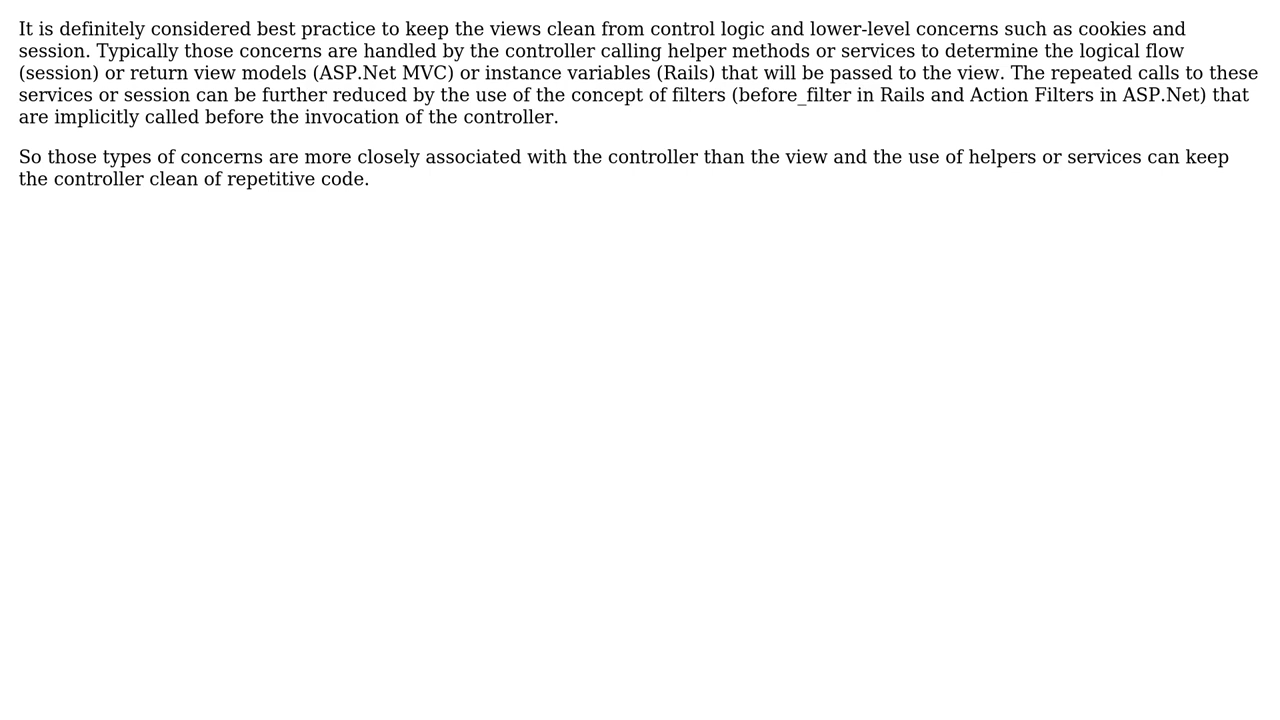 It is definitely considered best practice to keep the views clean from control logic and lower-level concerns such as cookies and
session. Typically those concerns are handled by the controller calling helper methods or services to determine the logical flow
(session) or return view models (ASP.Net MVC) or instance variables (Rails) that will be passed to the view. The repeated calls to these
services or session can be further reduced by the use of the concept of filters (before_filter in Rails and Action Filters in ASP.Net) that
are implicitly called before the invocation of the controller.
So those types of concerns are more closely associated with the controller than the view and the use of helpers or services can keep
the controller clean of repetitive code.